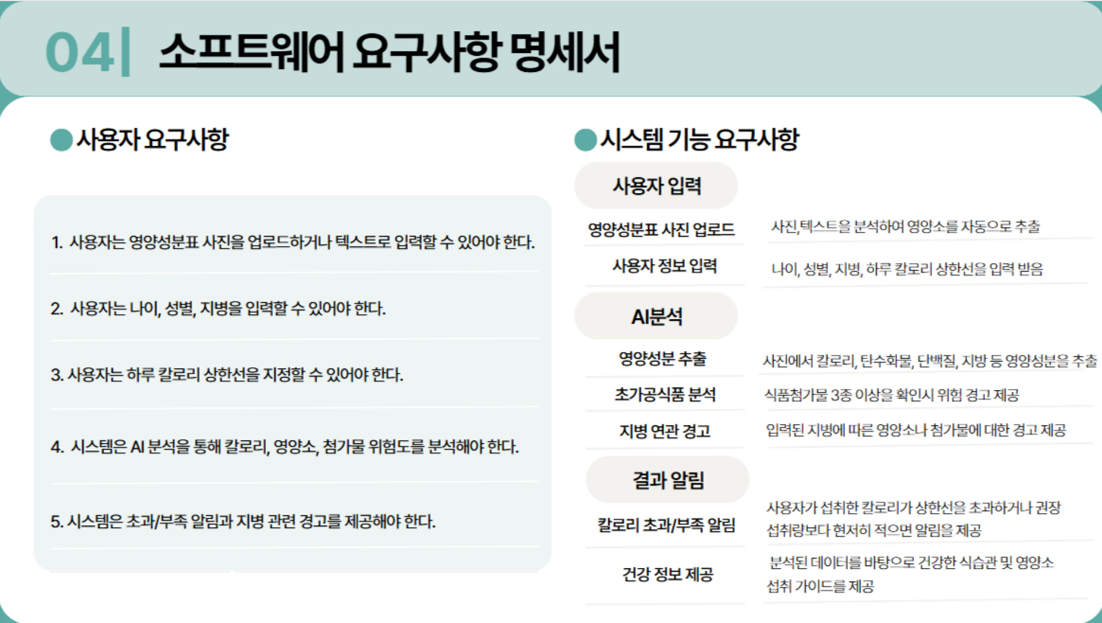 04| 소프트웨어 요구사항 명세서
사용자 요구사항
1. 사용자는 영양성분표 사진을 업로드하거나 텍스트로 입력할 수 있어야 한다.
2. 사용자는 나이, 성별, 지병을 입력할 수 있어야 한다.
3. 사용자는 하루 칼로리 상한선을 지정할 수 있어야 한다.
4. 시스템은 AI 분석을 통해 칼로리, 영양소, 첨가물 위험도를 분석해야 한다.
5. 시스템은 초과/부족 알림과 지병 관련 경고를 제공해야 한다.
시스템 기능 요구사항
사용자 입력
영양성분표 사진 업로드 사진,텍스트을 분석하여 영양소를 자동으로 추출
사용자 정보 입력 나이, 성별, 지병, 하루 칼로리 상한선을 입력 받음
AI분석
영양성분 추출 사진에서 칼로리, 탄수화물, 단백질, 지방 등 영양성분을 추출
초가공식품 분석 식품첨가물 3종 이상을 확인시 위험 경고 제공
지병 연관 경고 입력된 지병에 따른 영양소나 첨가물에 대한 경고 제공
결과 알림
칼로리 초과/부족 알림 사용자가 섭취한 칼로리가 상한선을 초과하거나 권장
섭취량보다 현저히 적으면 알림을 제공
건강 정보 제공 분석된 데이터를 바탕으로 건강한 식습관 및 영양소
섭취 가이드를 제공